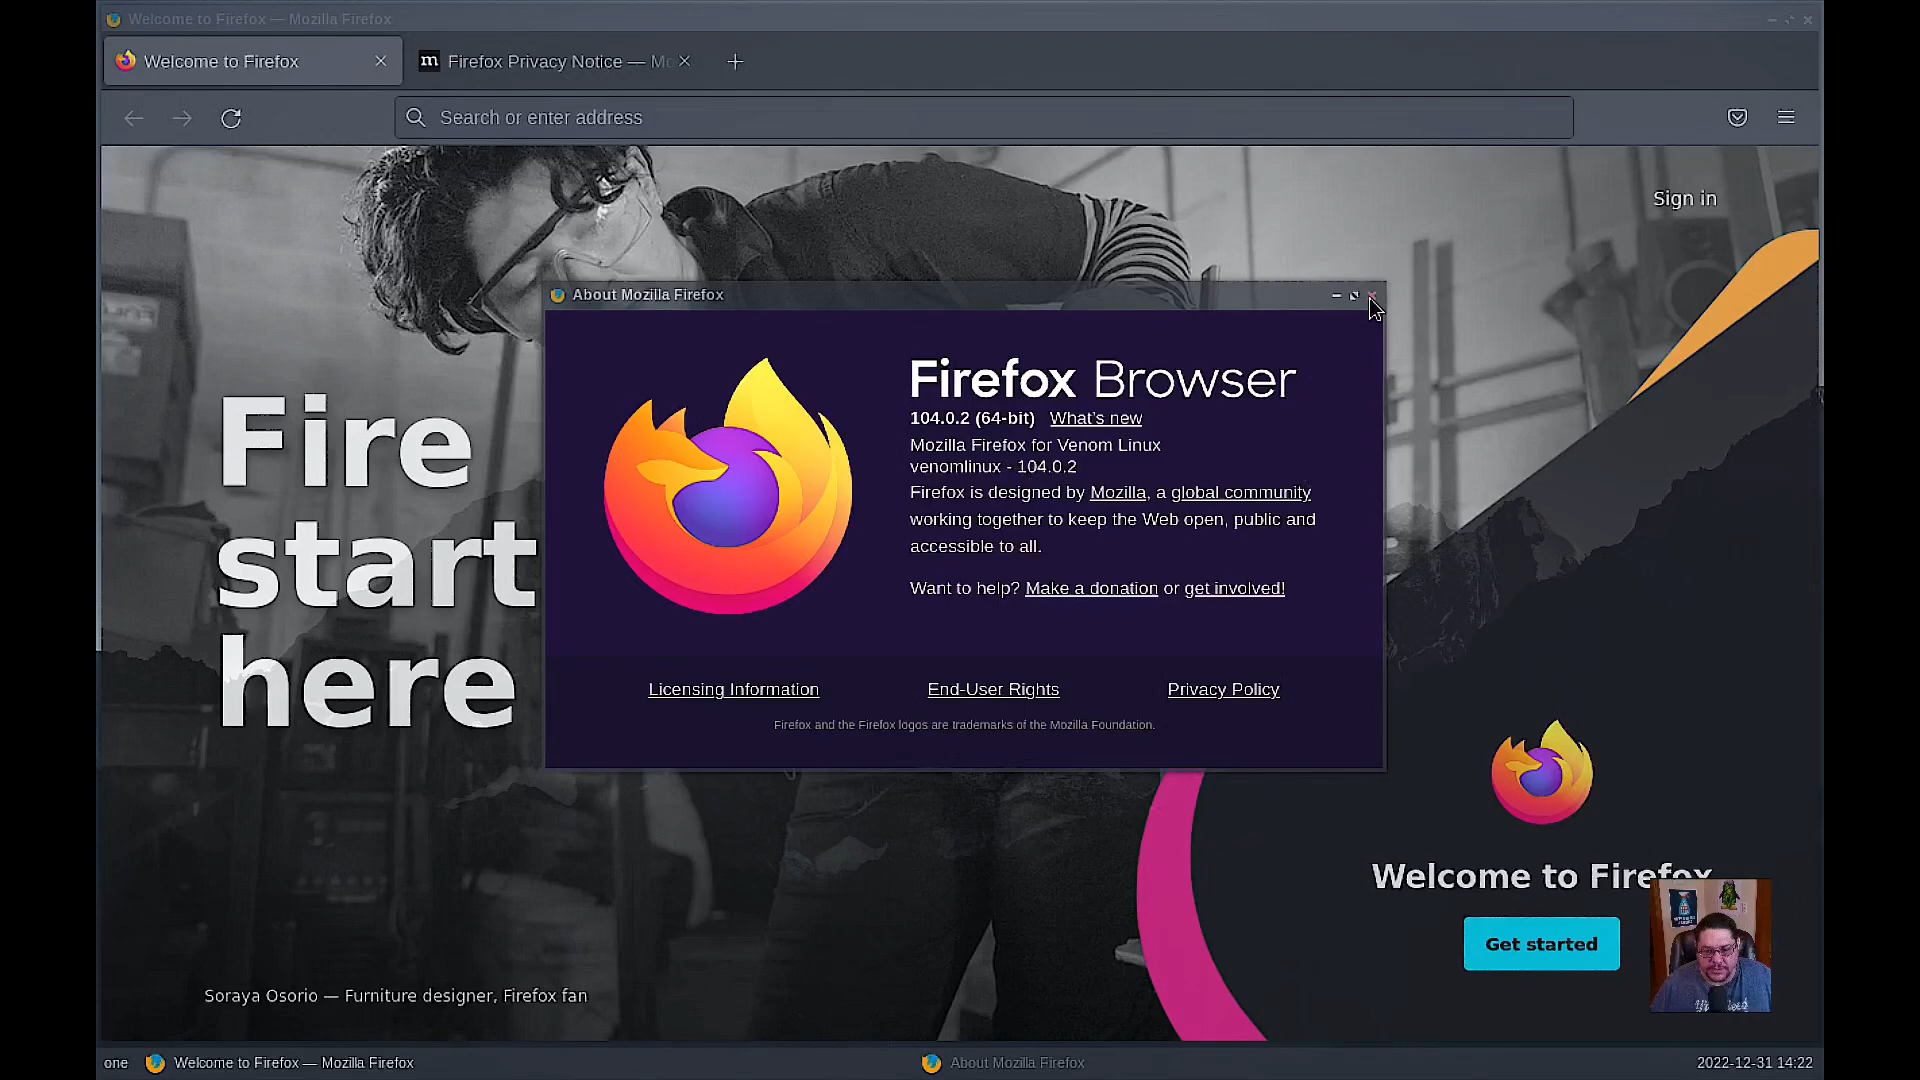 Welcome to Firefox — Mozilla Firefox
Welcome to Firefox
Firefox Privacy Notice — Mo
Search or enter address
Sign in
About Mozilla Firefox
Firefox Browser
104.0.2 (64-bit) What's new
Mozilla Firefox for Venom Linux
venomlinux - 104.0.2
Firefox is designed by Mozilla, a global community
working together to keep the Web open, public and
accessible to all.
Want to help? Make a donation or get involved!
Licensing Information End-User Rights Privacy Policy
Firefox and the Firefox logos are trademarks of the Mozilla Foundation.
Fire
start
here
Welcome to Firefox
Get started
Soraya Osorio — Furniture designer, Firefox fan
one Welcome to Firefox — Mozilla Firefox About Mozilla Firefox 2022-12-31 14:22